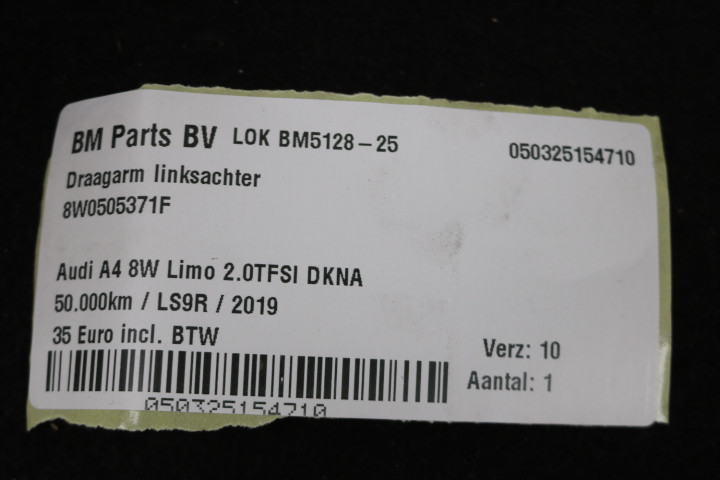 BM Parts BV LOK BM5128-25 050325154710
Draagarm linksachter
8W0505371F
Audi A4 8W Limo 2.0TFSI DKNA
50.000km / LS9R / 2019
35 Euro incl. BTW
Verz: 10
Aantal: 1
050325154710